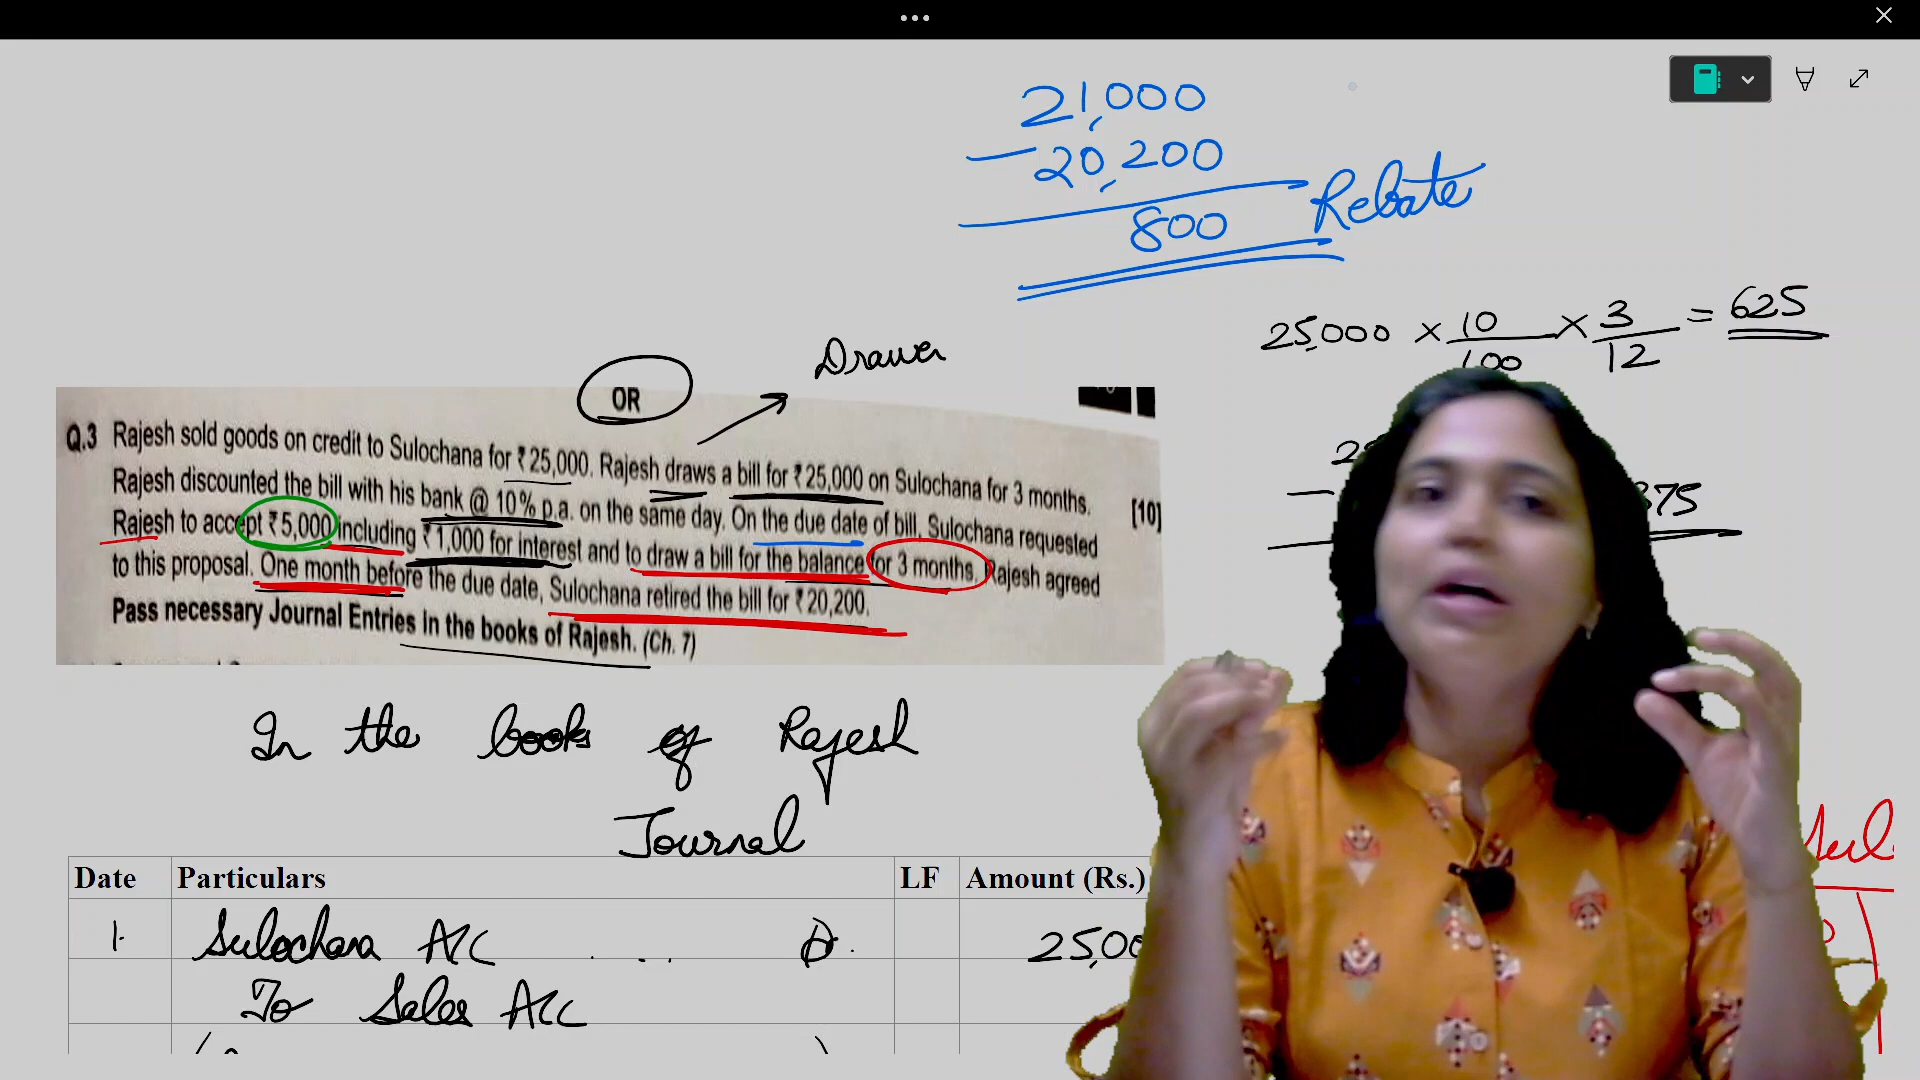 21,000
20,200
800 Rebate
25,000 × 10/100 × 3/12 = 625
Drawer
OR
Q.3 Rajesh sold goods on credit to Sulochana for ₹25,000. Rajesh draws a bill for ₹25,000 on Sulochana for 3 months.
Rajesh discounted the bill with his bank @ 10% p.a. on the same day. On the due date of bill, Sulochana requested
[10]
Rajesh to accept ₹5,000 including ₹1,000 for interest and to draw a bill for the balance for 3 months. Rajesh agreed
to this proposal. One month before the due date, Sulochana retired the bill for ₹20,200.
Pass necessary Journal Entries in the books of Rajesh. (Ch. 7)
In the books of Rajesh
Journal
Date Particulars LF Amount (Rs.)
1. Sulochana A/C .... Dr. 25,00
To Sales A/C